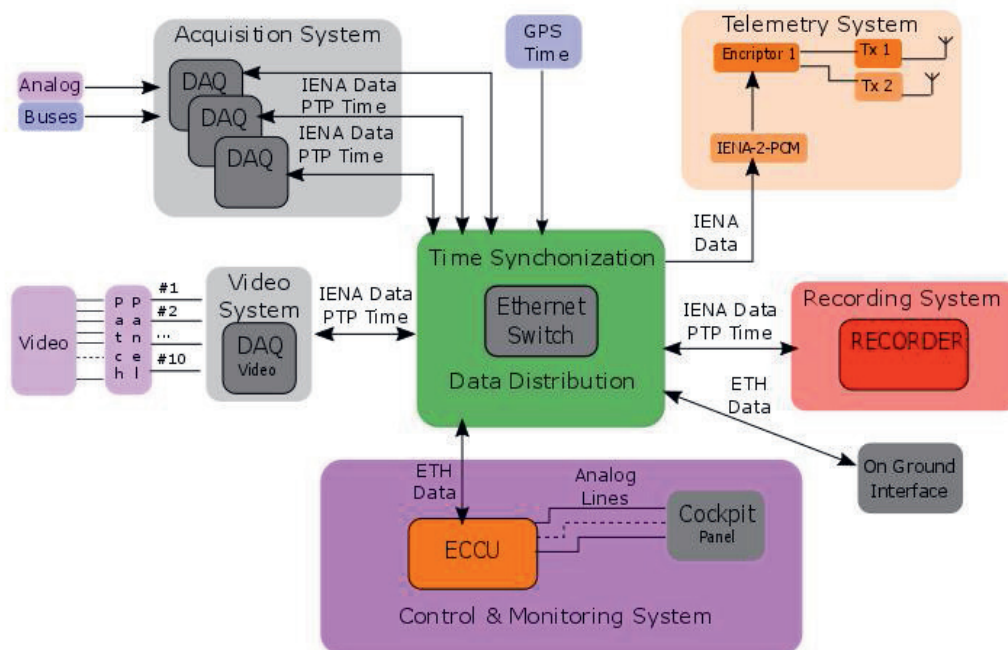 Acquisition System
Analog
Buses
DAQ
DAQ
DAQ
IENA Data
PTP Time
IENA Data
PTP Time
GPS
Time
Telemetry System
Encriptor 1
Tx 1
Tx 2
IENA-2-PCM
IENA
Data
Time Synchonization
Ethernet
Switch
Data Distribution
Video
Patch
Pannel
#1
#2
...
#10
Video
System
DAQ
Video
IENA Data
PTP Time
IENA Data
PTP Time
Recording System
RECORDER
ETH
Data
On Ground
Interface
ETH
Data
Analog
Lines
ECCU
Cockpit
Panel
Control & Monitoring System